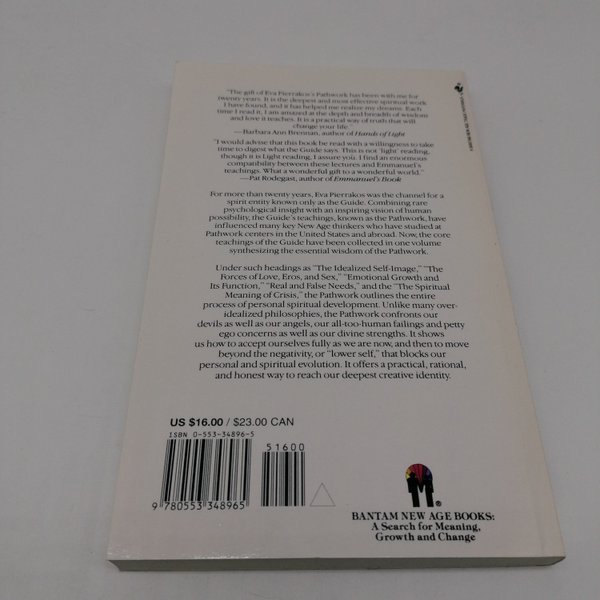 "The gift of Eva Pierrakos's Pathwork has been with me for
twenty years. It is the deepest and most effective spiritual work
I have found, and it has helped me realize my dreams. Each
time I read it, I am amazed at the depth and breadth of wisdom
and love it teaches. It is a practical way of truth that will
change your life."
—Barbara Ann Brennan, author of Hands of Light
"I would advise that this book be read with a willingness to take
time to digest what the Guide says. This is not 'light' reading,
though it is Light reading, I assure you. I find an enormous
compatibility between these lectures and Emmanuel's
teachings. What a wonderful gift to a wonderful world."
—Pat Rodegast, author of Emmanuel's Book
For more than twenty years, Eva Pierrakos was the channel for a
spirit entity known only as the Guide. Combining rare
psychological insight with an inspiring vision of human
possibility, the Guide's teachings, known as the Pathwork, have
influenced many key New Age thinkers who have studied at
Pathwork centers in the United States and abroad. Now, the core
teachings of the Guide have been collected in one volume
synthesizing the essential wisdom of the Pathwork.
Under such headings as "The Idealized Self-Image," "The
Forces of Love, Eros, and Sex," "Emotional Growth and
Its Function," "Real and False Needs," and the "The Spiritual
Meaning of Crisis," the Pathwork outlines the entire
process of personal spiritual development. Unlike many over-
idealized philosophies, the Pathwork confronts our
devils as well as our angels, our all-too-human failings and petty
ego concerns as well as our divine strengths. It shows
us how to accept ourselves fully as we are now, and then to move
beyond the negativity, or "lower self," that blocks our
personal and spiritual evolution. It offers a practical, rational,
and honest way to reach our deepest creative identity.
US $16.00 / $23.00 CAN
ISBN 0-553-34896-5
51600
9 780553 348965
BANTAM NEW AGE BOOKS:
A Search for Meaning,
Growth and Change